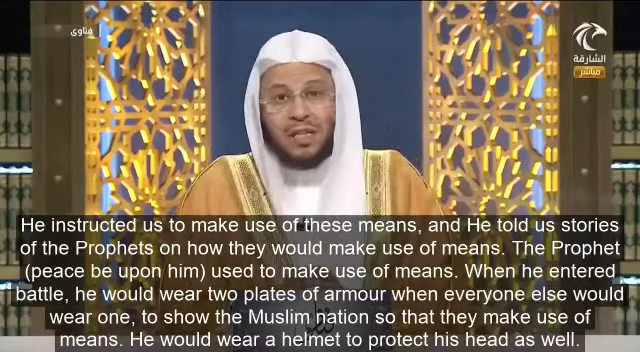 فتاوى
الشارقة
مباشر
He instructed us to make use of these means, and He told us stories
of the Prophets on how they would make use of means. The Prophet
(peace be upon him) used to make use of means. When he entered
battle, he would wear two plates of armour when everyone else would
wear one, to show the Muslim nation so that they make use of
means. He would wear a helmet to protect his head as well.